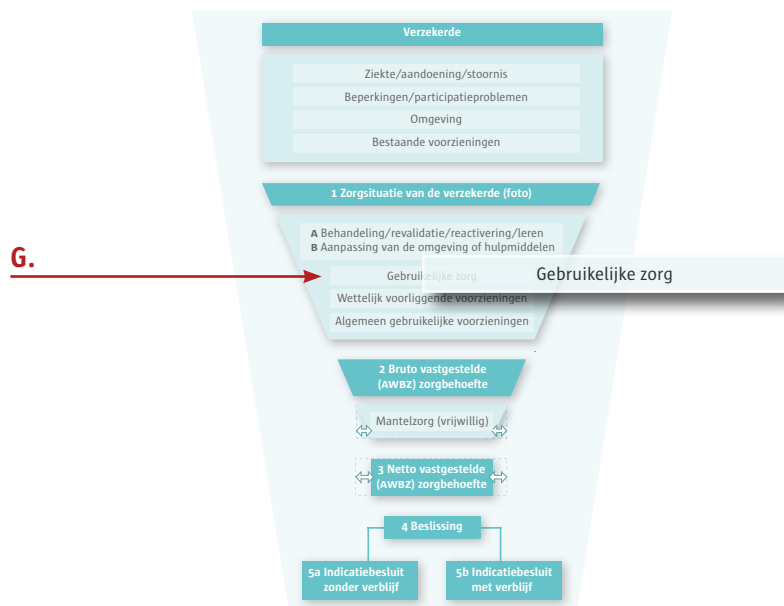 Verzekerde
Ziekte/aandoening/stoornis
Beperkingen/participatieproblemen
Omgeving
Bestaande voorzieningen
1 Zorgsituatie van de verzekerde (foto)
A Behandeling/revalidatie/reactivering/leren
B Aanpassing van de omgeving of hulpmiddelen
G.
Gebruikelijke zorg
Gebruikelijke zorg
Wettelijk voorliggende voorzieningen
Algemeen gebruikelijke voorzieningen
2 Bruto vastgestelde
(AWBZ) zorgbehoefte
Mantelzorg (vrijwillig)
3 Netto vastgestelde
(AWBZ) zorgbehoefte
4 Beslissing
5a Indicatiebesluit
zonder verblijf
5b Indicatiebesluit
met verblijf